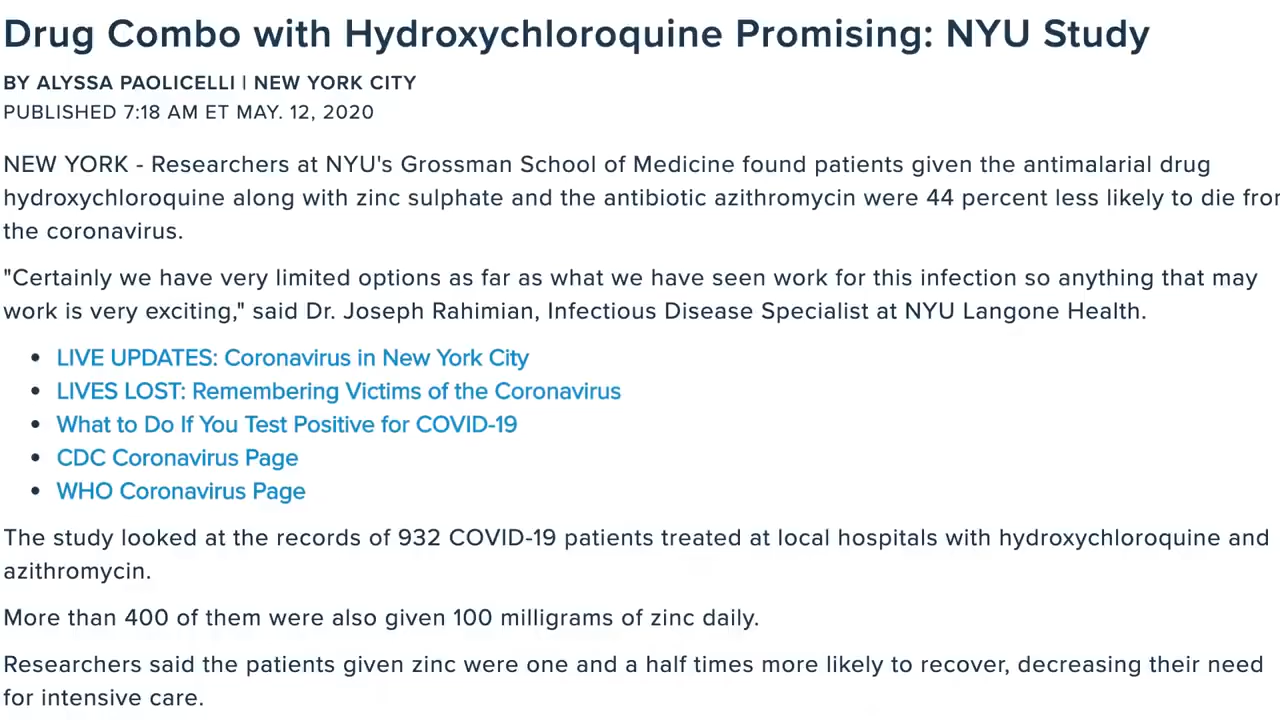 Drug Combo with Hydroxychloroquine Promising: NYU Study
BY ALYSSA PAOLICELLI | NEW YORK CITY
PUBLISHED 7:18 AM ET MAY. 12, 2020
NEW YORK - Researchers at NYU's Grossman School of Medicine found patients given the antimalarial drug
hydroxychloroquine along with zinc sulphate and the antibiotic azithromycin were 44 percent less likely to die from
the coronavirus.
"Certainly we have very limited options as far as what we have seen work for this infection so anything that may
work is very exciting," said Dr. Joseph Rahimian, Infectious Disease Specialist at NYU Langone Health.
• LIVE UPDATES: Coronavirus in New York City
• LIVES LOST: Remembering Victims of the Coronavirus
• What to Do If You Test Positive for COVID-19
• CDC Coronavirus Page
• WHO Coronavirus Page
The study looked at the records of 932 COVID-19 patients treated at local hospitals with hydroxychloroquine and
azithromycin.
More than 400 of them were also given 100 milligrams of zinc daily.
Researchers said the patients given zinc were one and a half times more likely to recover, decreasing their need
for intensive care.